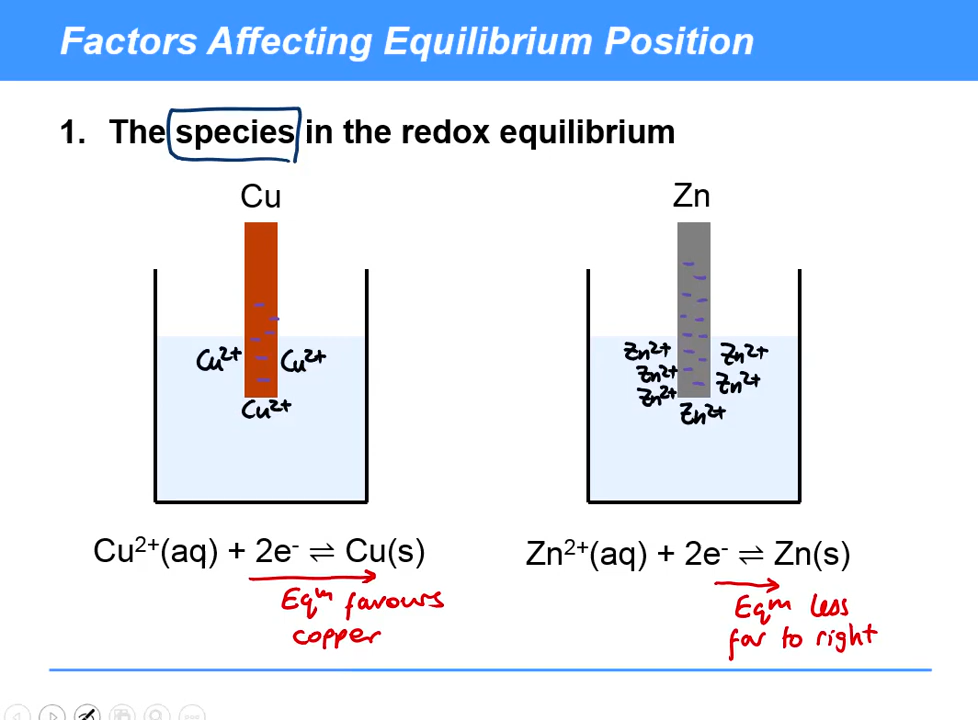 Factors Affecting Equilibrium Position
1. The species in the redox equilibrium
Cu
Zn
Cu²⁺ Cu²⁺
Cu²⁺
Zn²⁺ Zn²⁺
Zn²⁺ Zn²⁺
Zn²⁺
Zn²⁺
Cu²⁺(aq) + 2e⁻ ⇌ Cu(s)
Eqᵐ favours
copper
Zn²⁺(aq) + 2e⁻ ⇌ Zn(s)
Eqᵐ less
far to right